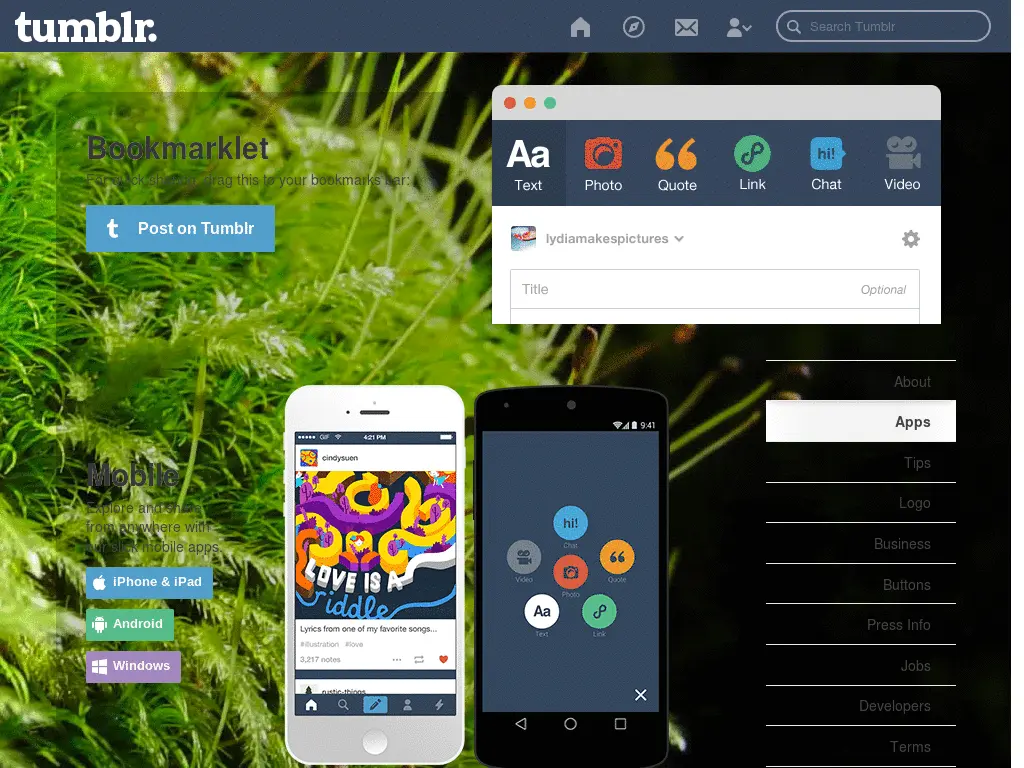 tumblr.
Search Tumblr
Bookmarklet
For quick sharing, drag this to your bookmarks bar:
t Post on Tumblr
Aa
Text
Photo
Quote
Link
hi!
Chat
Video
lydiamakespictures
Title
Optional
Mobile
Explore and share
from anywhere with
our slick mobile apps.
iPhone & iPad
Android
Windows
GIF
4:21 PM
cindysuen
LOVE IS A
riddle
Lyrics from one of my favorite songs...
#illustration #love
3,217 notes
rustic-things
9:41
hi!
Chat
Video
Quote
Photo
Aa
Text
Link
About
Apps
Tips
Logo
Business
Buttons
Press Info
Jobs
Developers
Terms